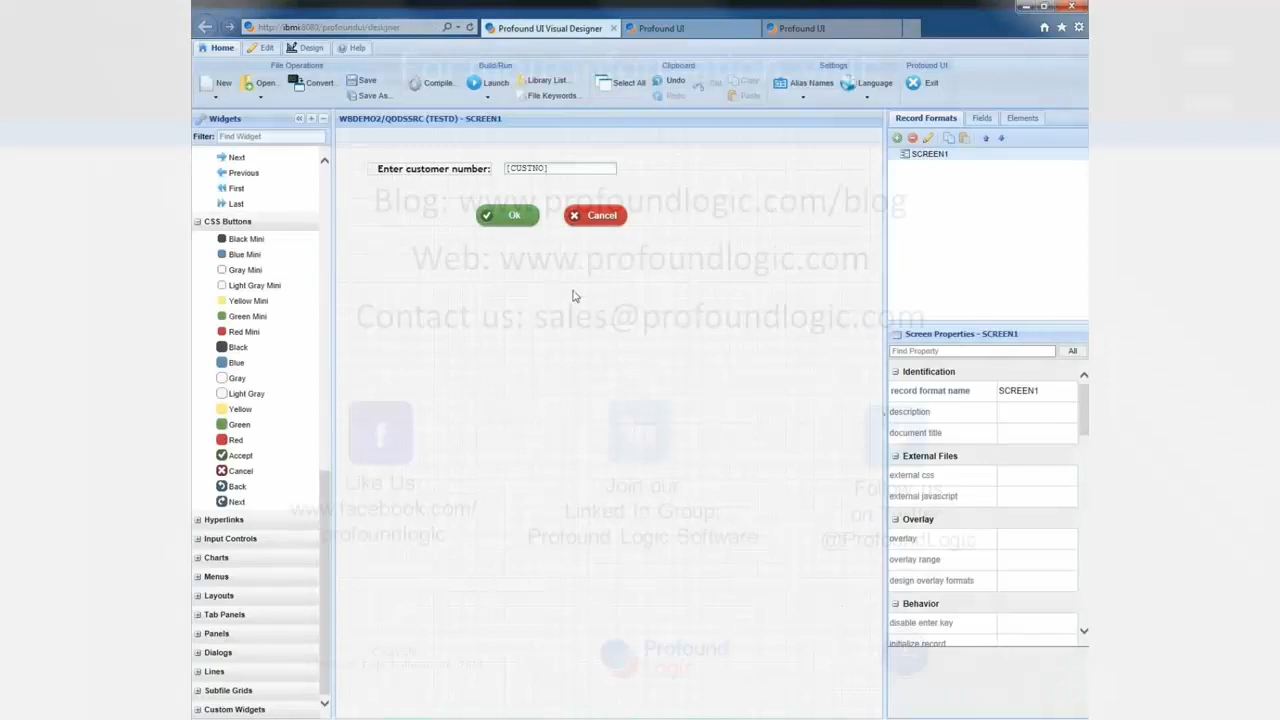 http://ibmi:8080/profoundui/designer
Profound UI Visual Designer
Profound UI
Profound UI
Home
Edit
Design
Help
File Operations
Build/Run
Clipboard
Settings
Profound UI
New
Open...
Convert...
Save
Save As...
Compile...
Launch
Library List...
File Keywords...
Select All
Undo
Redo
Cut
Copy
Paste
Alias Names
Language
Exit
Widgets
WBDEMO2/QDDSSRC (TESTD) - SCREEN1
Record Formats
Fields
Elements
Filter:
Find Widget
SCREEN1
Next
Previous
First
Last
CSS Buttons
Black Mini
Blue Mini
Gray Mini
Light Gray Mini
Yellow Mini
Green Mini
Red Mini
Black
Blue
Gray
Light Gray
Yellow
Green
Red
Accept
Cancel
Back
Next
Hyperlinks
Input Controls
Charts
Menus
Layouts
Tab Panels
Panels
Dialogs
Lines
Subfile Grids
Custom Widgets
Enter customer number:
[CUSTNO]
Ok
Cancel
Blog: www.profoundlogic.com/blog
Web: www.profoundlogic.com
Contact us: sales@profoundlogic.com
Like Us
www.facebook.com/
profoundlogic
Join our
Linked In Group:
Profound Logic Software
Follow us
on Twitter
@ProfoundLogic
Profound
Logic
Screen Properties - SCREEN1
Find Property
All
Identification
record format name
SCREEN1
description
document title
External Files
external css
external javascript
Overlay
overlay
overlay range
design overlay formats
Behavior
disable enter key
initialize record